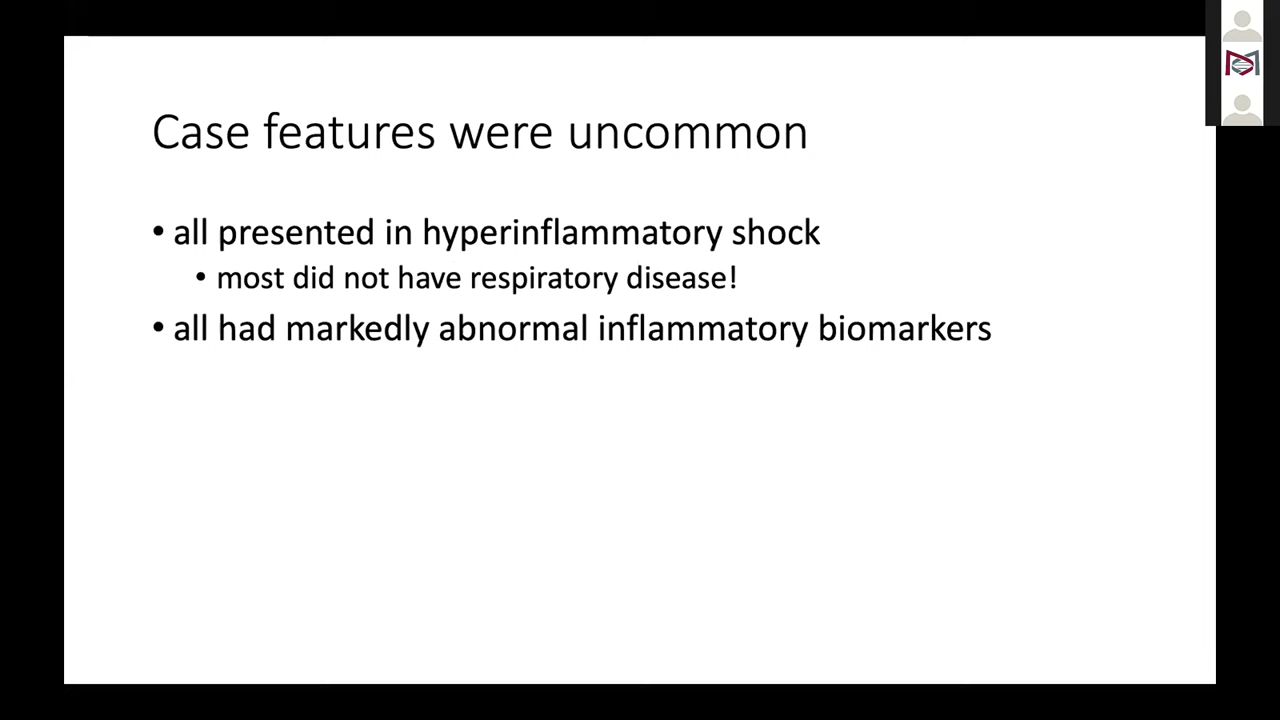 Case features were uncommon
• all presented in hyperinflammatory shock
• most did not have respiratory disease!
• all had markedly abnormal inflammatory biomarkers